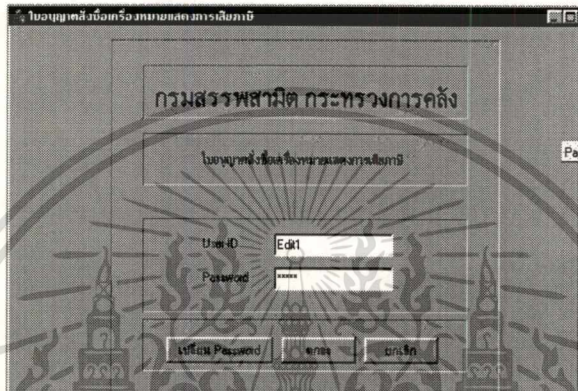 ใบอนุญาตสั่งซื้อเครื่องหมายแสดงการเสียภาษี
กรมสรรพสามิต กระทรวงการคลัง
ใบอนุญาตสั่งซื้อเครื่องหมายแสดงการเสียภาษี
Pa
User ID Edit1
Password *****
เปลี่ยน Password ตกลง ยกเลิก